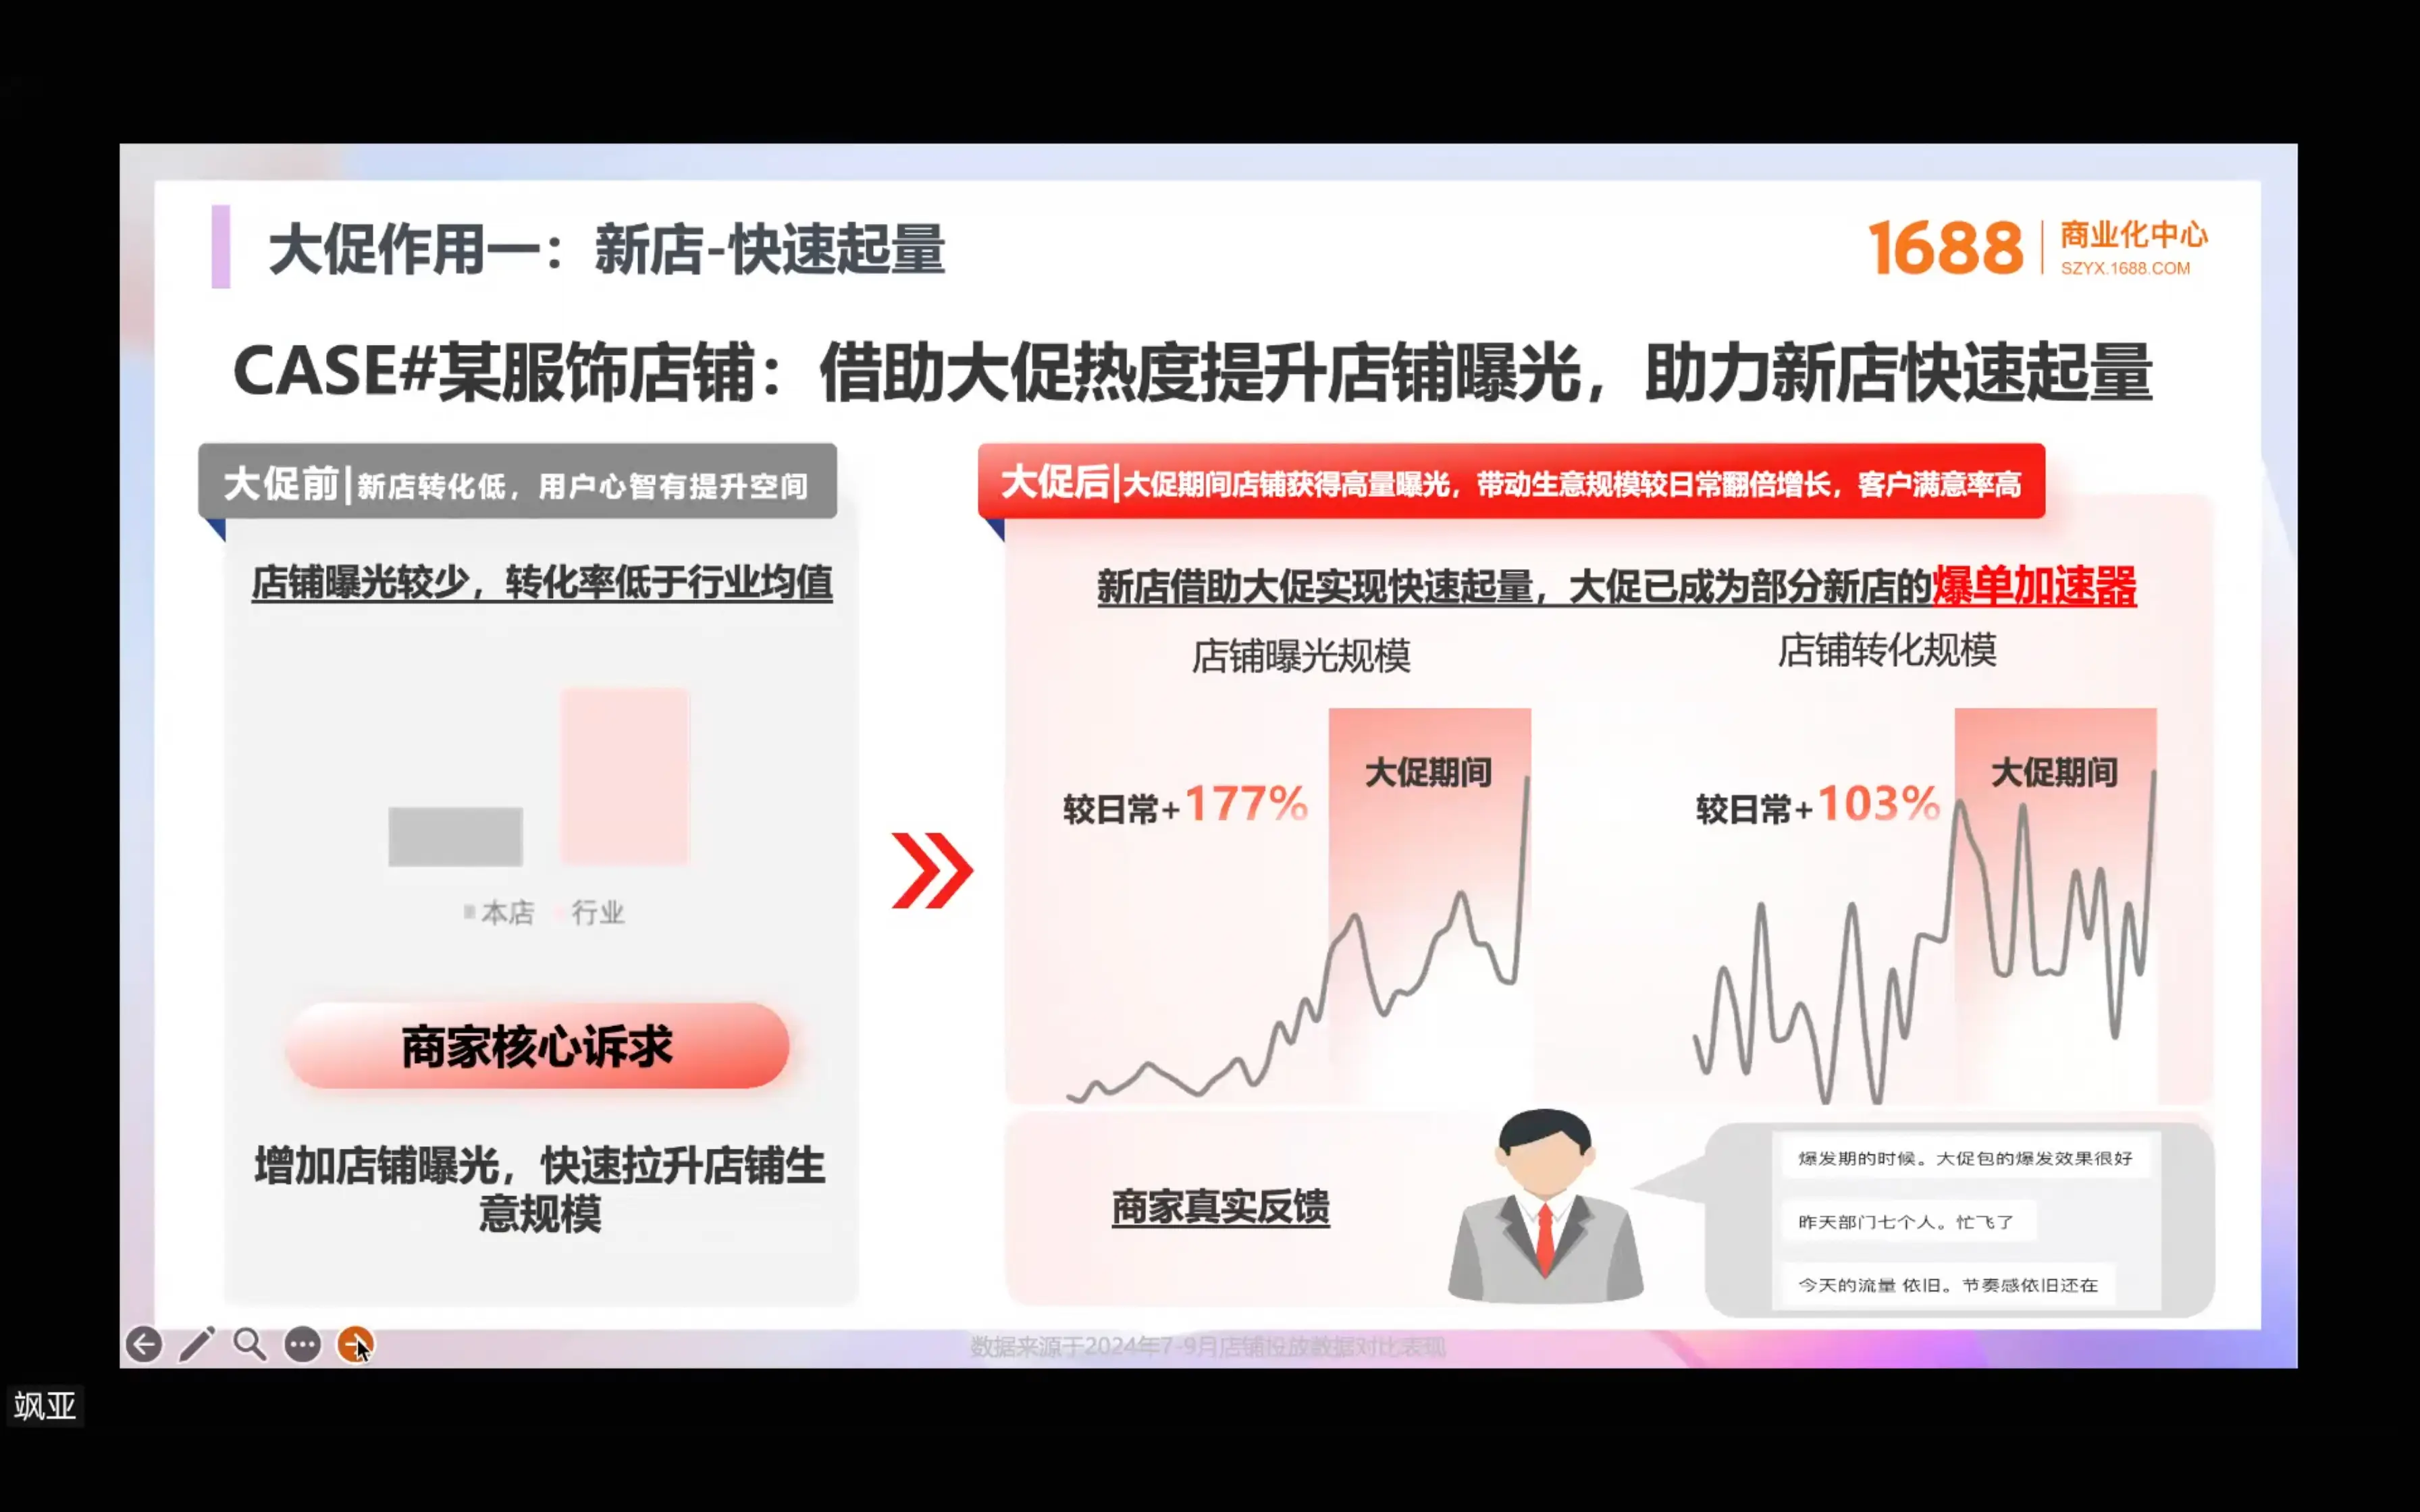 大促作用一：新店-快速起量
1688
商业化中心
SZYX.1688.COM
CASE#某服饰店铺：借助大促热度提升店铺曝光，助力新店快速起量
大促前|新店转化低，用户心智有提升空间
店铺曝光较少，转化率低于行业均值
本店 行业
商家核心诉求
增加店铺曝光，快速拉升店铺生
意规模
大促后|大促期间店铺获得高量曝光，带动生意规模较日常翻倍增长，客户满意率高
新店借助大促实现快速起量，大促已成为部分新店的爆单加速器
店铺曝光规模
较日常+177%
大促期间
店铺转化规模
较日常+103%
大促期间
商家真实反馈
爆发期的时候。大促包的爆发效果很好
昨天部门七个人。忙飞了
今天的流量 依旧。节奏感依旧还在
数据来源于2024年7-9月店铺投放数据对比表现
飒亚